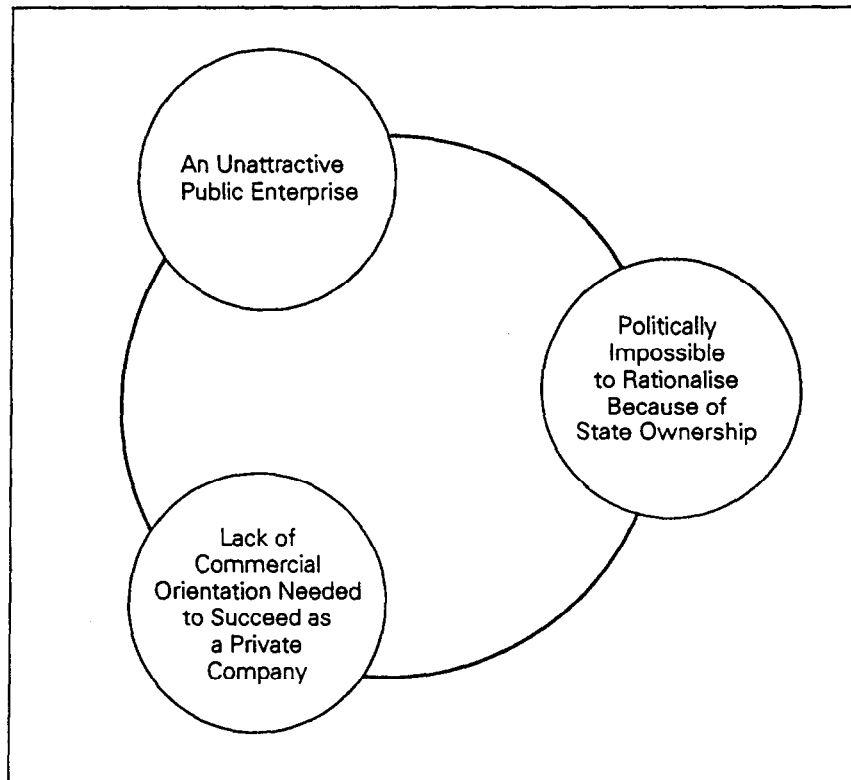 An Unattractive
Public Enterprise
Politically
Impossible
to Rationalise
Because of
State Ownership
Lack of
Commercial
Orientation Needed
to Succeed as
a Private
Company